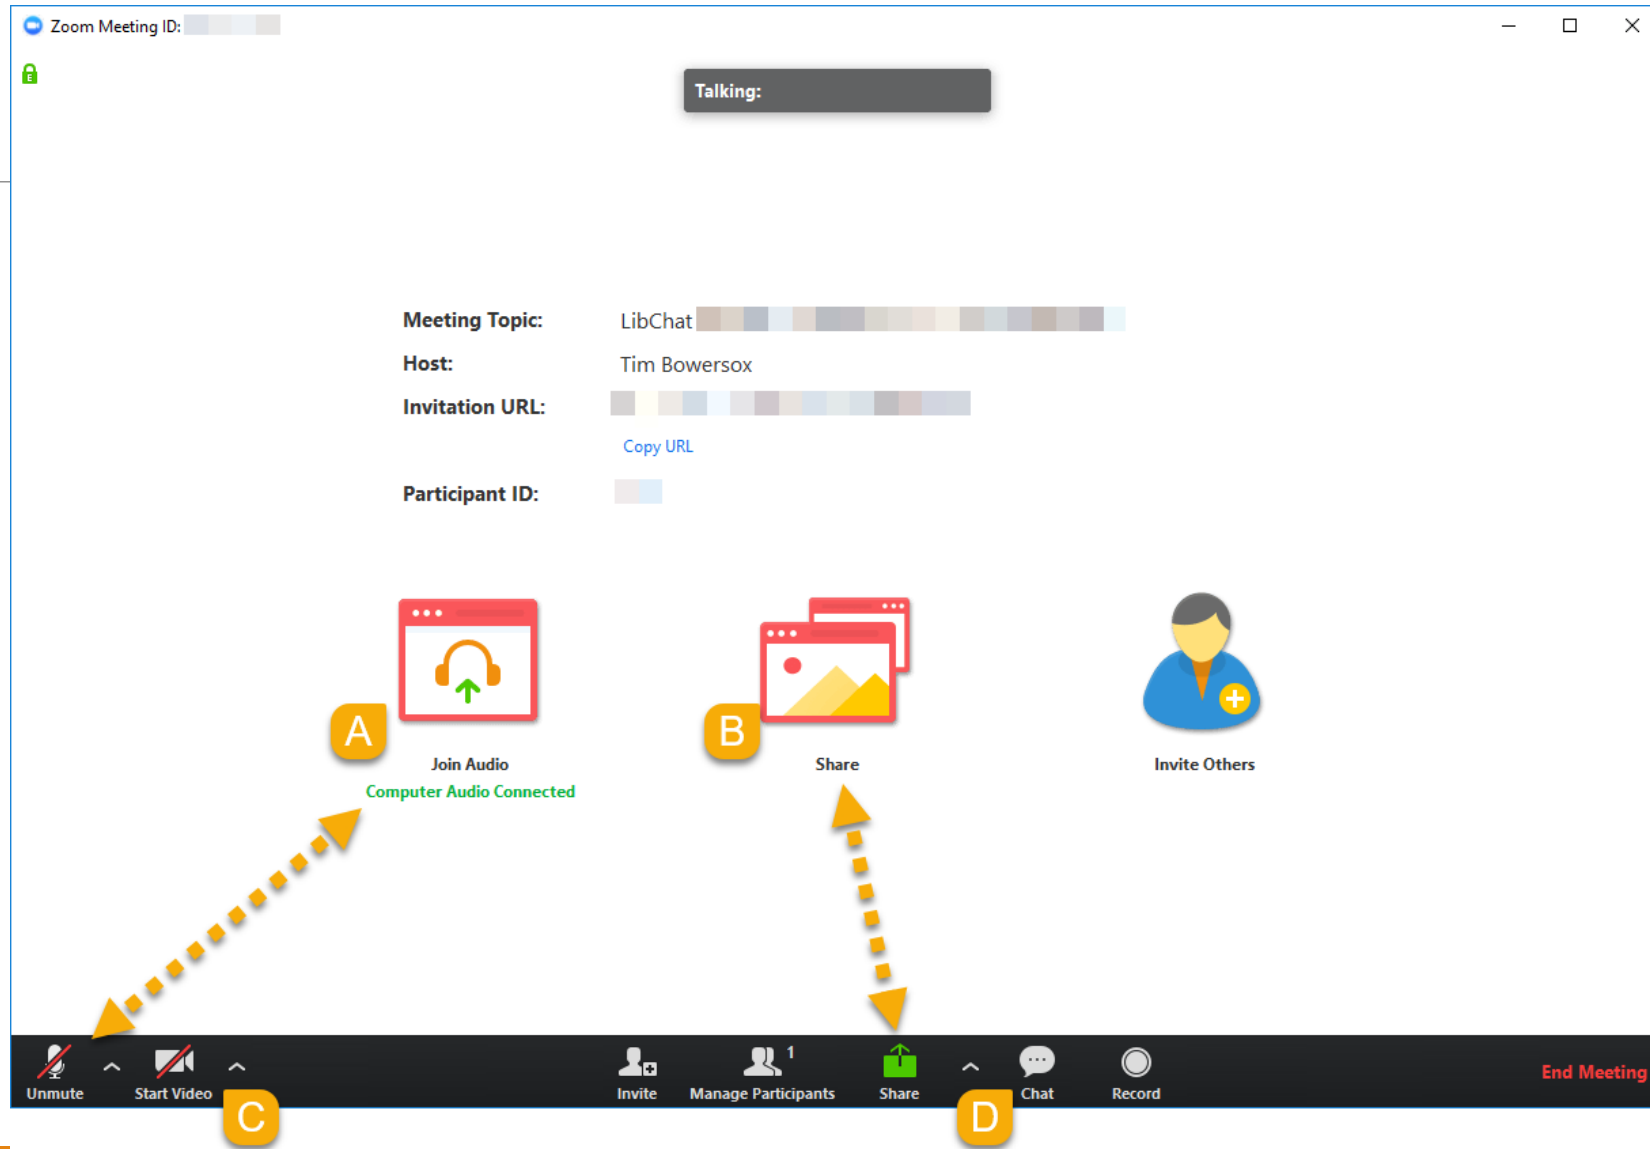 Zoom Meeting ID:
E
Talking:
Meeting Topic: LibChat
Host: Tim Bowersox
Invitation URL:
Copy URL
Participant ID:
A
B
Join Audio
Computer Audio Connected
Share
Invite Others
1
Unmute
Start Video
Invite
Manage Participants
Share
Chat
Record
End Meeting
C
D